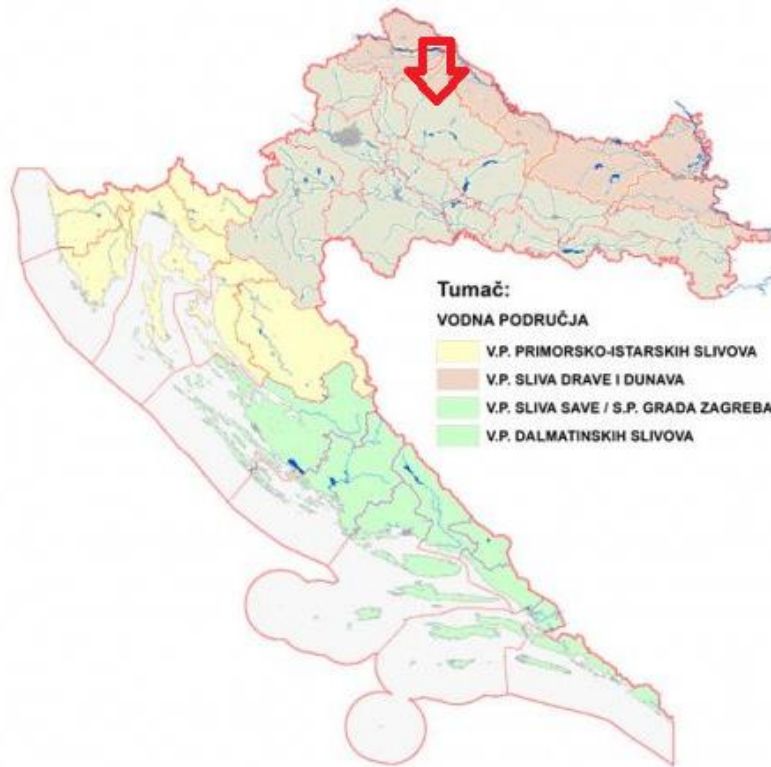 Tumač:
VODNA PODRUČJA
V.P. PRIMORSKO-ISTARSKIH SLIVOVA
V.P. SLIVA DRAVE I DUNAVA
V.P. SLIVA SAVE / S.P. GRADA ZAGREBA
V.P. DALMATINSKIH SLIVOVA